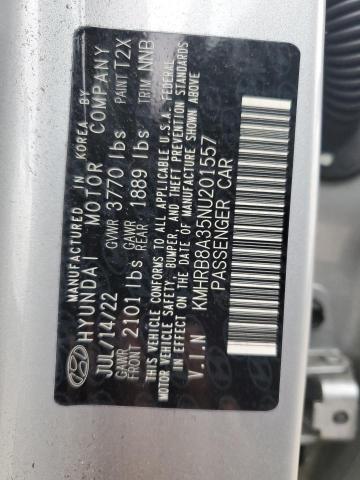 MANUFACTURED IN KOREA BY
HYUNDAI MOTOR COMPANY
JUL/14/22 GVWR 3770 lbs PAINT T2X
GAWR FRONT 2101 lbs GAWR REAR 1889 lbs TRIM NNB
THIS VEHICLE CONFORMS TO ALL APPLICABLE U.S.A. FEDERAL
MOTOR VEHICLE SAFETY, BUMPER, AND THEFT PREVENTION STANDARDS
IN EFFECT ON THE DATE OF MANUFACTURE SHOWN ABOVE
V.I.N KMHRB8A35NU201557
PASSENGER CAR